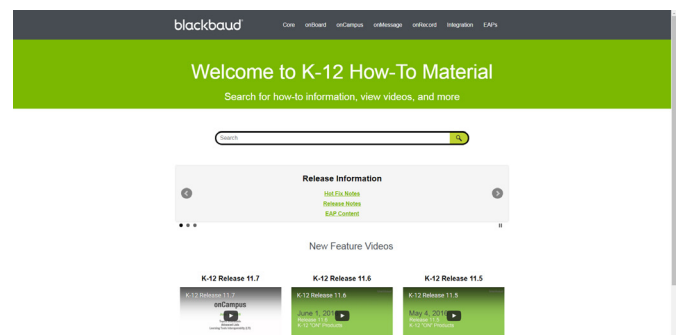 blackbaud
Core onBoard onCampus onMessage onRecord Integration EAPs
Welcome to K-12 How-To Material
Search for how-to information, view videos, and more
Search
Release Information
Hot Fix Notes
Release Notes
EAP Content
New Feature Videos
K-12 Release 11.7 K-12 Release 11.6 K-12 Release 11.5
K-12 Release 11.7 K-12 Release 11.6 K-12 Release 11.5
onCampus
June 1, 201 May 4, 201
Release 11.6 Release 11.5
K-12 "ON" Products K-12 "ON" Products